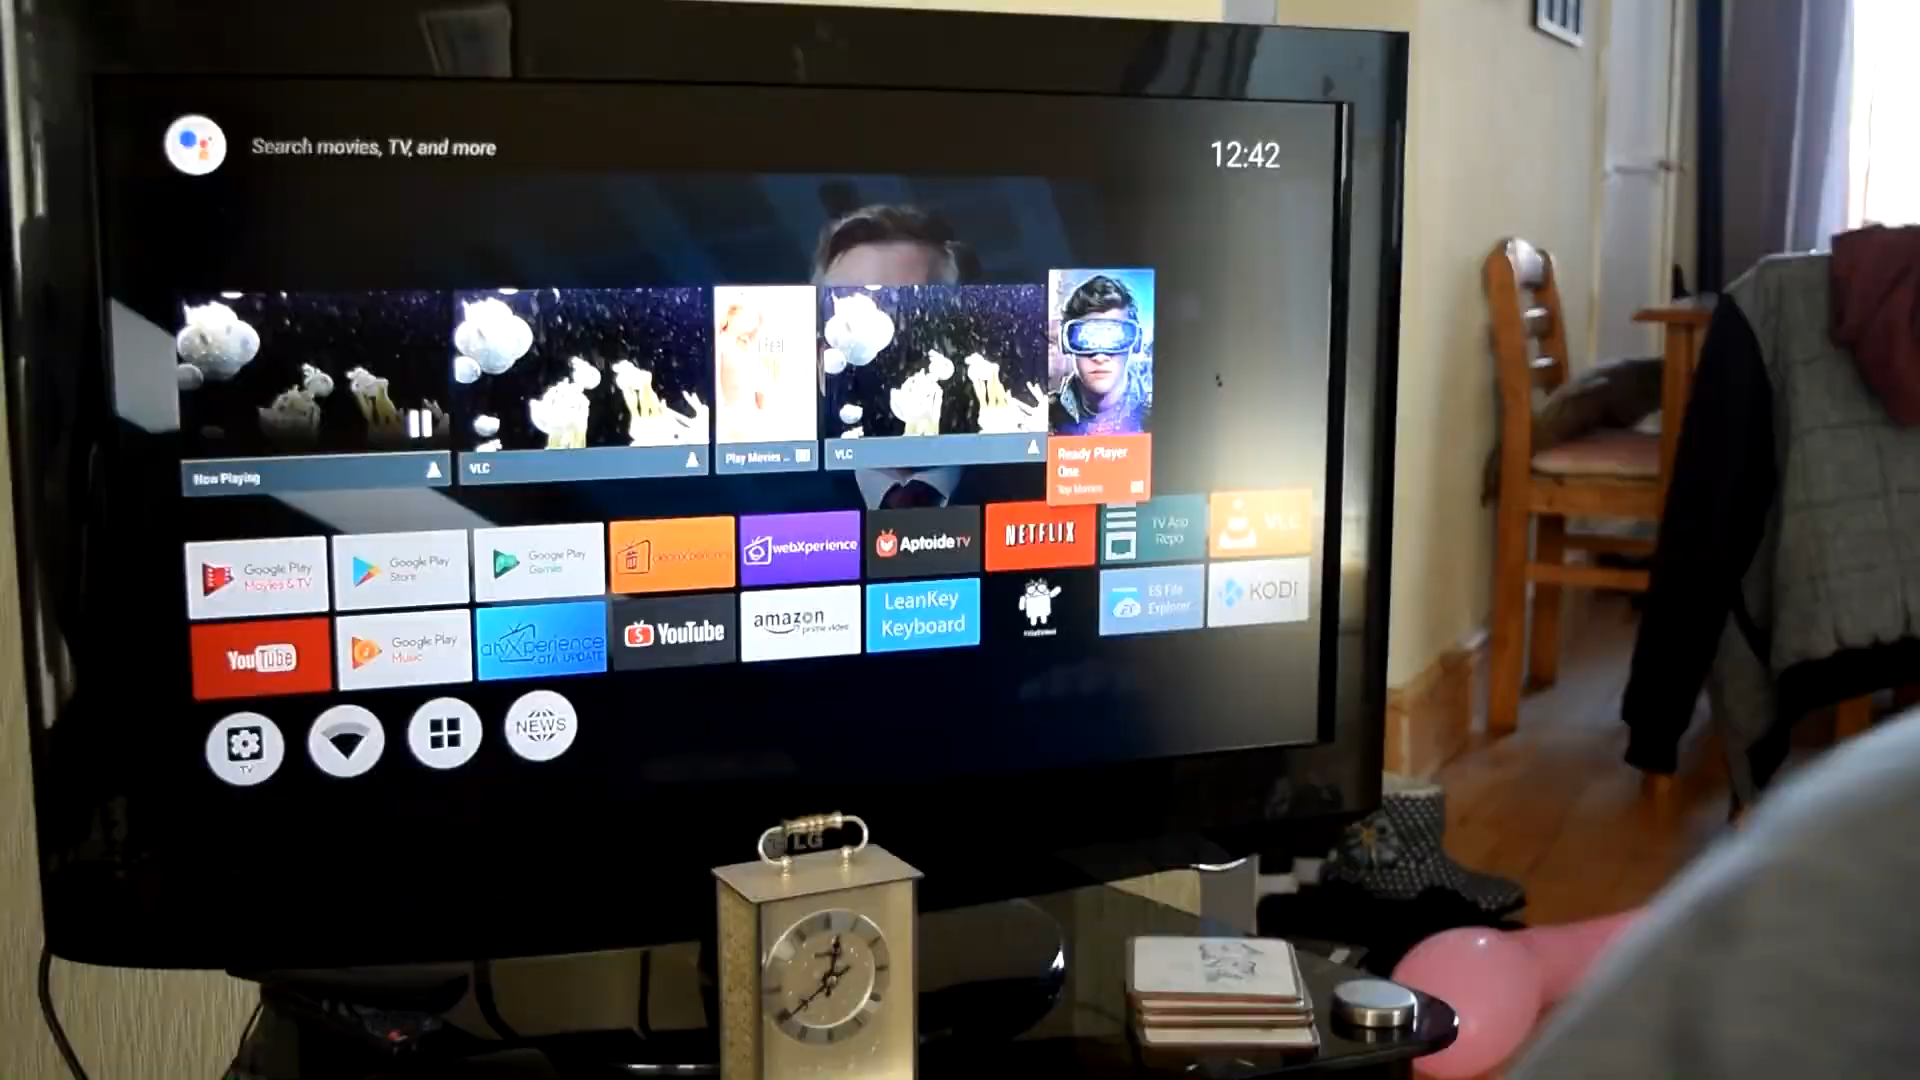 Search movies, TV, and more
12:42
Now Playing
VLC
Play Movies ..
VLC
Ready Player
One
Top Movies
Google Play
Movies & TV
Google Play
Store
Google Play
Games
webXperience
AptoideTV
NETFLIX
TV App
Repo
VLC
YouTube
Google Play
Music
atvXperience
OTA UPDATE
YouTube
amazon
prime video
LeanKey
Keyboard
ES File
Explorer
KODI
TV
NEWS
LG